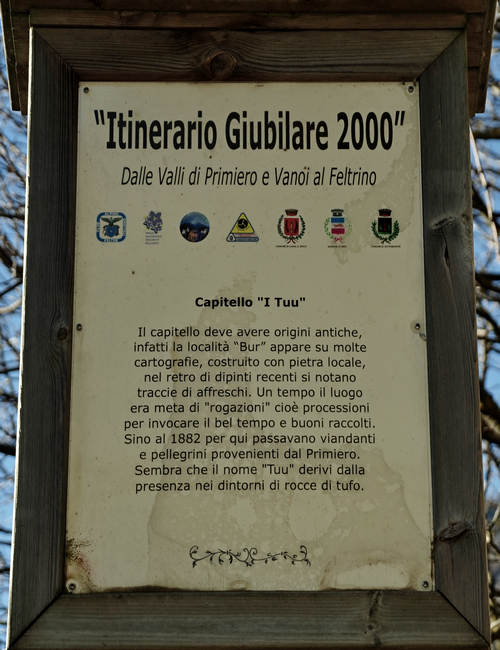 "Itinerario Giubilare 2000"
Dalle Valli di Primiero e Vanoi al Feltrino
Capitello "I Tuu"
Il capitello deve avere origini antiche,
infatti la località "Bur" appare su molte
cartografie, costruito con pietra locale,
nel retro di dipinti recenti si notano
traccie di affreschi. Un tempo il luogo
era meta di "rogazioni" cioè processioni
per invocare il bel tempo e buoni raccolti.
Sino al 1882 per qui passavano viandanti
e pellegrini provenienti dal Primiero.
Sembra che il nome "Tuu" derivi dalla
presenza nei dintorni di rocce di tufo.